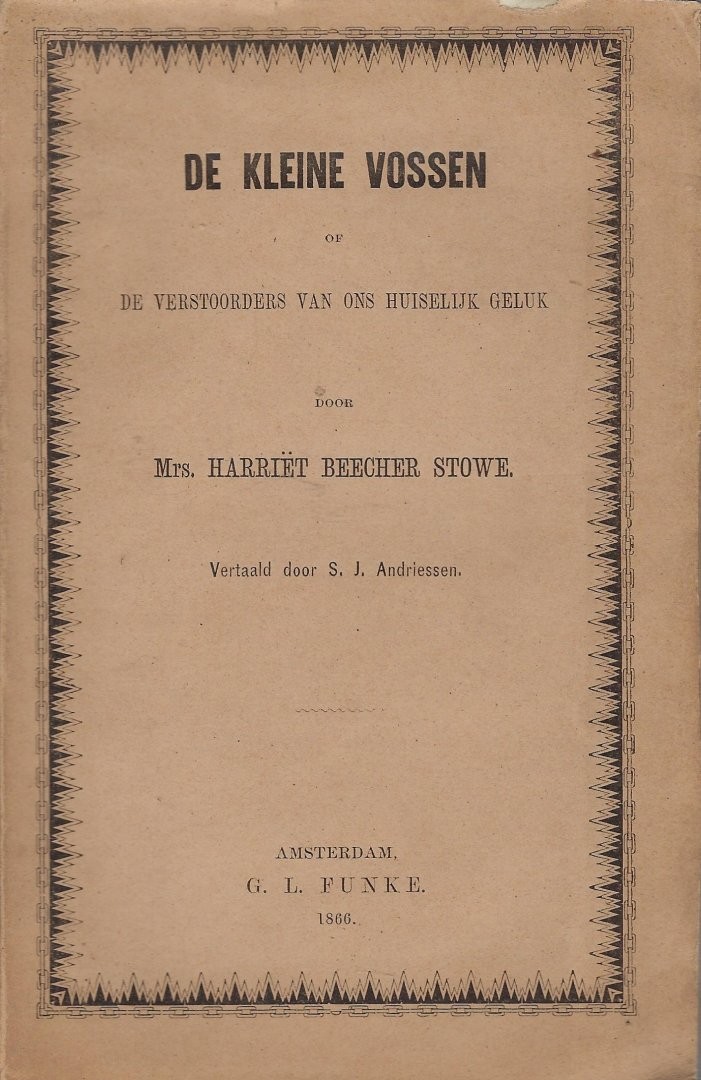 DE KLEINE VOSSEN
OF
DE VERSTOORDERS VAN ONS HUISELIJK GELUK
DOOR
Mrs. HARRIËT BEECHER STOWE.
Vertaald door S. J. Andriessen.
AMSTERDAM,
G. L. FUNKE.
1866.